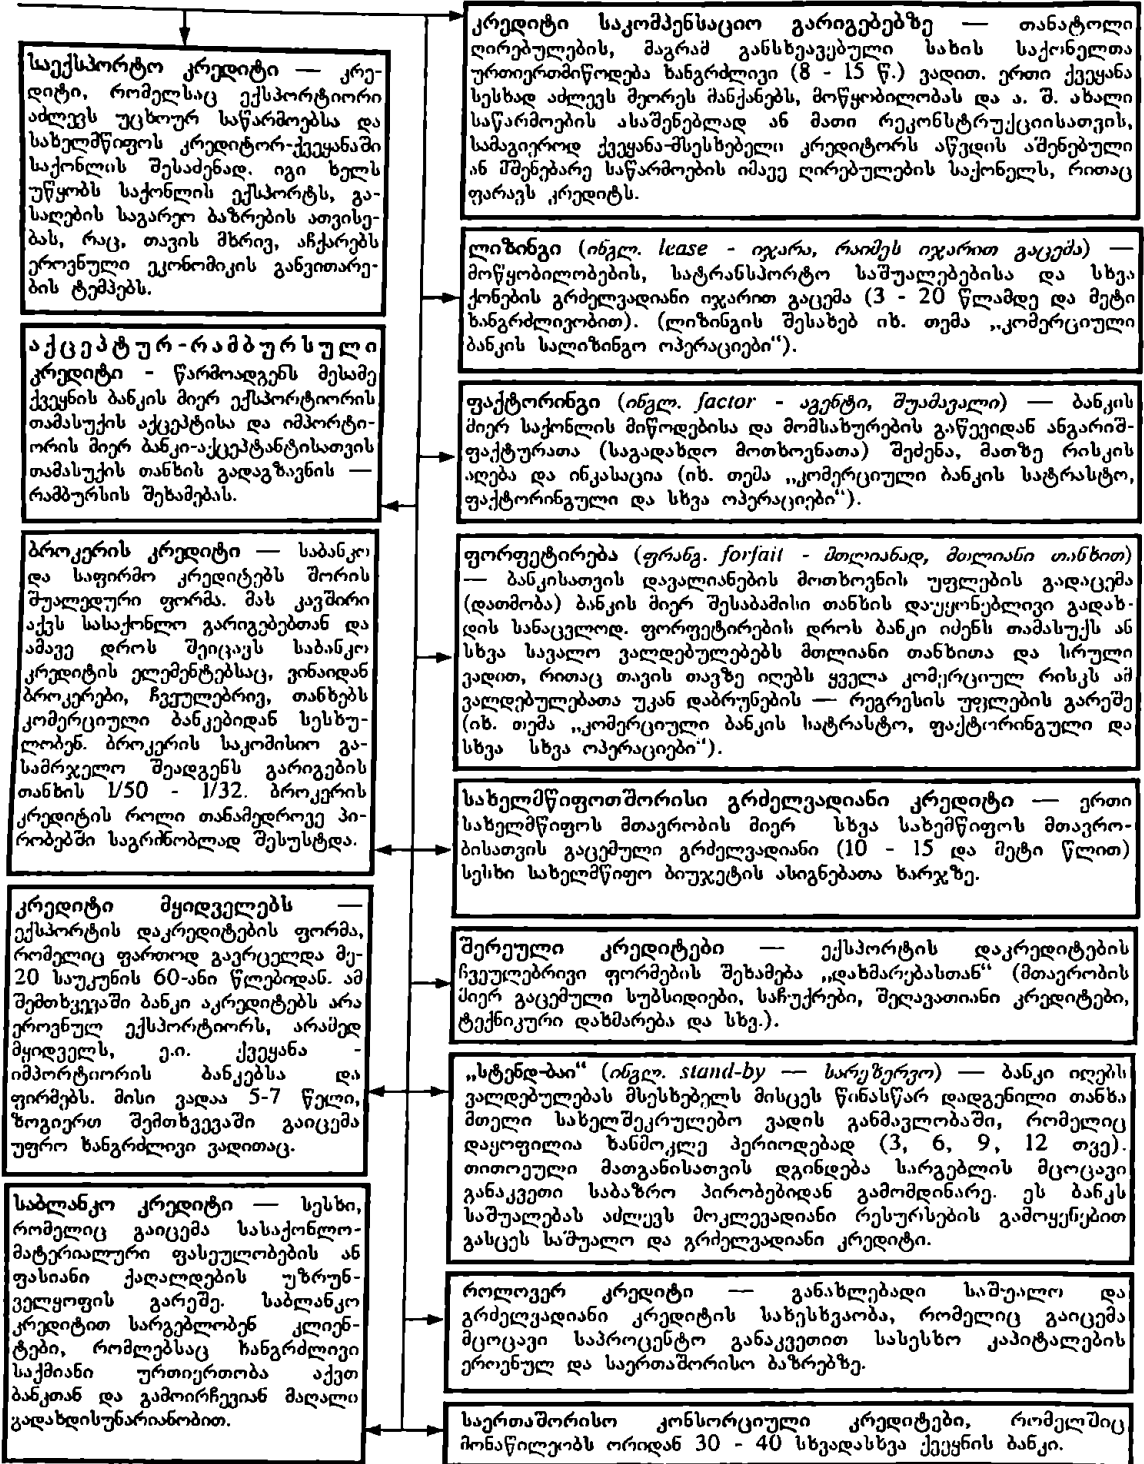 საექსპორტო კრედიტი — კრე-
დიტი, რომელსაც ექსპორტიორი
აძლევს უცხოურ საწარმოებსა და
სახელმწიფოს კრედიტორ-ქვეყანაში
საქონლის შესაძენად. იგი ხელს
უწყობს საქონლის ექსპორტს, გა-
საღების საგარეო ბაზრების ათვისე-
ბას, რაც, თავის მხრივ, აჩქარებს
ეროვნული ეკონომიკის განვითარე-
ბის ტემპებს.
აქცეპტურ-რამბურსული
კრედიტი - წარმოადგენს მესამე
ქვეყნის ბანკის მიერ ექსპორტიორის
თამასუქის აქცეპტისა და იმპორტი-
ორის მიერ ბანკი-აქცეპტანტისათვის
თამასუქის თანხის გადაგზავნის —
რამბურსის შეხამებას.
ბროკერის კრედიტი — საბანკო
და საფირმო კრედიტებს შორის
შუალედური ფორმა. მას კავშირი
აქვს სასაქონლო გარიგებებთან და
ამავე დროს შეიცავს საბანკო
კრედიტის ელემენტებსაც, ვინაიდან
ბროკერები, ჩვეულებრივ, თანხებს
კომერციული ბანკებიდან სესხუ-
ლობენ. ბროკერის საკომისიო გა-
სამრჯელო შეადგენს გარიგების
თანხის 1/50 - 1/32. ბროკერის
კრედიტის როლი თანამედროვე პი-
რობებში საგრძნობლად შესუსტდა.
კრედიტი მყიდველებს —
ექსპორტის დაკრედიტების ფორმა,
რომელიც ფართოდ გავრცელდა მე-
20 საუკუნის 60-ანი წლებიდან. ამ
შემთხვევაში ბანკი აკრედიტებს არა
ეროვნულ ექსპორტიორს, არამედ
მყიდველს, ე.ი. ქვეყანა -
იმპორტიორის ბანკებსა და
ფირმებს. მისი ვადაა 5-7 წელი,
ზოგიერთ შემთხვევაში გაიცემა
უფრო ხანგრძლივი ვადითაც.
საბლანკო კრედიტი — სესხი,
რომელიც გაიცემა სასაქონლო-
მატერიალური ფასეულობების ან
ფასიანი ქაღალდების უზრუნ-
ველყოფის გარეშე. საბლანკო
კრედიტით სარგებლობენ კლიენ-
ტები, რომლებსაც ხანგრძლივი
საქმიანი ურთიერთობა აქვთ
ბანკთან და გამოირჩევიან მაღალი
გადახდისუნარიანობით.
კრედიტი საკომპენსაციო გარიგებებზე — თანატოლი
ღირებულების, მაგრამ განსხვავებული სახის საქონელთა
ურთიერთმიწოდება ხანგრძლივი (8 - 15 წ.) ვადით. ერთი ქვეყანა
სესხად აძლევს მეორეს მანქანებს, მოწყობილობას და ა. შ. ახალი
საწარმოების ასაშენებლად ან მათი რეკონსტრუქციისათვის,
სამაგიეროდ ქვეყანა-მსესხებელი კრედიტორს აწვდის აშენებული
ან მშენებარე საწარმოების იმავე ღირებულების საქონელს, რითაც
ფარავს კრედიტს.
ლიზინგი (ინგლ. lease - იჯარა, რაიმეს იჯარით გაცემა) —
მოწყობილობების, სატრანსპორტო საშუალებებისა და სხვა
ქონების გრძელვადიანი იჯარით გაცემა (3 - 20 წლამდე და მეტი
ხანგრძლივობით). (ლიზინგის შესახებ იხ. თემა „კომერციული
ბანკის სალიზინგო ოპერაციები“).
ფაქტორინგი (ინგლ. factor - აგენტი, შუამავალი) — ბანკის
მიერ საქონლის მიწოდებისა და მომსახურების გაწევიდან ანგარიშ-
ფაქტურათა (საგადახდო მოთხოვნათა) შეძენა, მათზე რისკის
აღება და ინკასაცია (იხ. თემა „კომერციული ბანკის სატრასტო,
ფაქტორინგული და სხვა ოპერაციები“).
ფორფეტირება (ფრანგ. forfait - მთლიანად, მთლიანი თანხით)
— ბანკისათვის დავალიანების მოთხოვნის უფლების გადაცემა
(დათმობა) ბანკის მიერ შესაბამისი თანხის დაუყონებლივი გადახ-
დის სანაცვლოდ. ფორფეტირების დროს ბანკი იძენს თამასუქს ან
სხვა სავალო ვალდებულებებს მთლიანი თანხითა და სრული
ვადით, რითაც თავის თავზე იღებს ყველა კომერციულ რისკს ამ
ვალდებულებათა უკან დაბრუნების — რეგრესის უფლების გარეშე
(იხ. თემა „კომერციული ბანკის სატრასტო, ფაქტორინგული და
სხვა სხვა ოპერაციები“).
სახელმწიფოთშორისი გრძელვადიანი კრედიტი — ერთი
სახელმწიფოს მთავრობის მიერ სხვა სახემწიფოს მთავრო-
ბისათვის გაცემული გრძელვადიანი (10 - 15 და მეტი წლით)
სესხი სახელმწიფო ბიუჯეტის ასიგნებათა ხარჯზე.
შერეული კრედიტები — ექსპორტის დაკრედიტების
ჩვეულებრივი ფორმების შეხამება „დახმარებასთან“ (მთავრობის
მიერ გაცემული სუბსიდიები, საჩუქრები, შეღავათიანი კრედიტები,
ტექნიკური დახმარება და სხვ.).
„სტენდ-ბაი“ (ინგლ. stand-by — სარეზერვო) — ბანკი იღებს
ვალდებულებას მსესხებელს მისცეს წინასწარ დადგენილი თანხა
მთელი სახელშეკრულებო ვადის განმავლობაში, რომელიც
დაყოფილია ხანმოკლე პერიოდებად (3, 6, 9, 12 თვე).
თითოეული მათგანისათვის დგინდება სარგებლის მცოცავი
განაკვეთი საბაზრო პირობებიდან გამომდინარე. ეს ბანკს
საშუალებას აძლევს მოკლევადიანი რესურსების გამოყენებით
გასცეს საშუალო და გრძელვადიანი კრედიტი.
როლოვერ კრედიტი — განახლებადი საშუალო და
გრძელვადიანი კრედიტის სახესხვაობა, რომელიც გაიცემა
მცოცავი საპროცენტო განაკვეთით სასესხო კაპიტალების
ეროვნულ და საერთაშორისო ბაზრებზე.
საერთაშორისო კონსორციული კრედიტები, რომელშიც
მონაწილეობს ორიდან 30 - 40 სხვადასხვა ქვეყნის ბანკი.